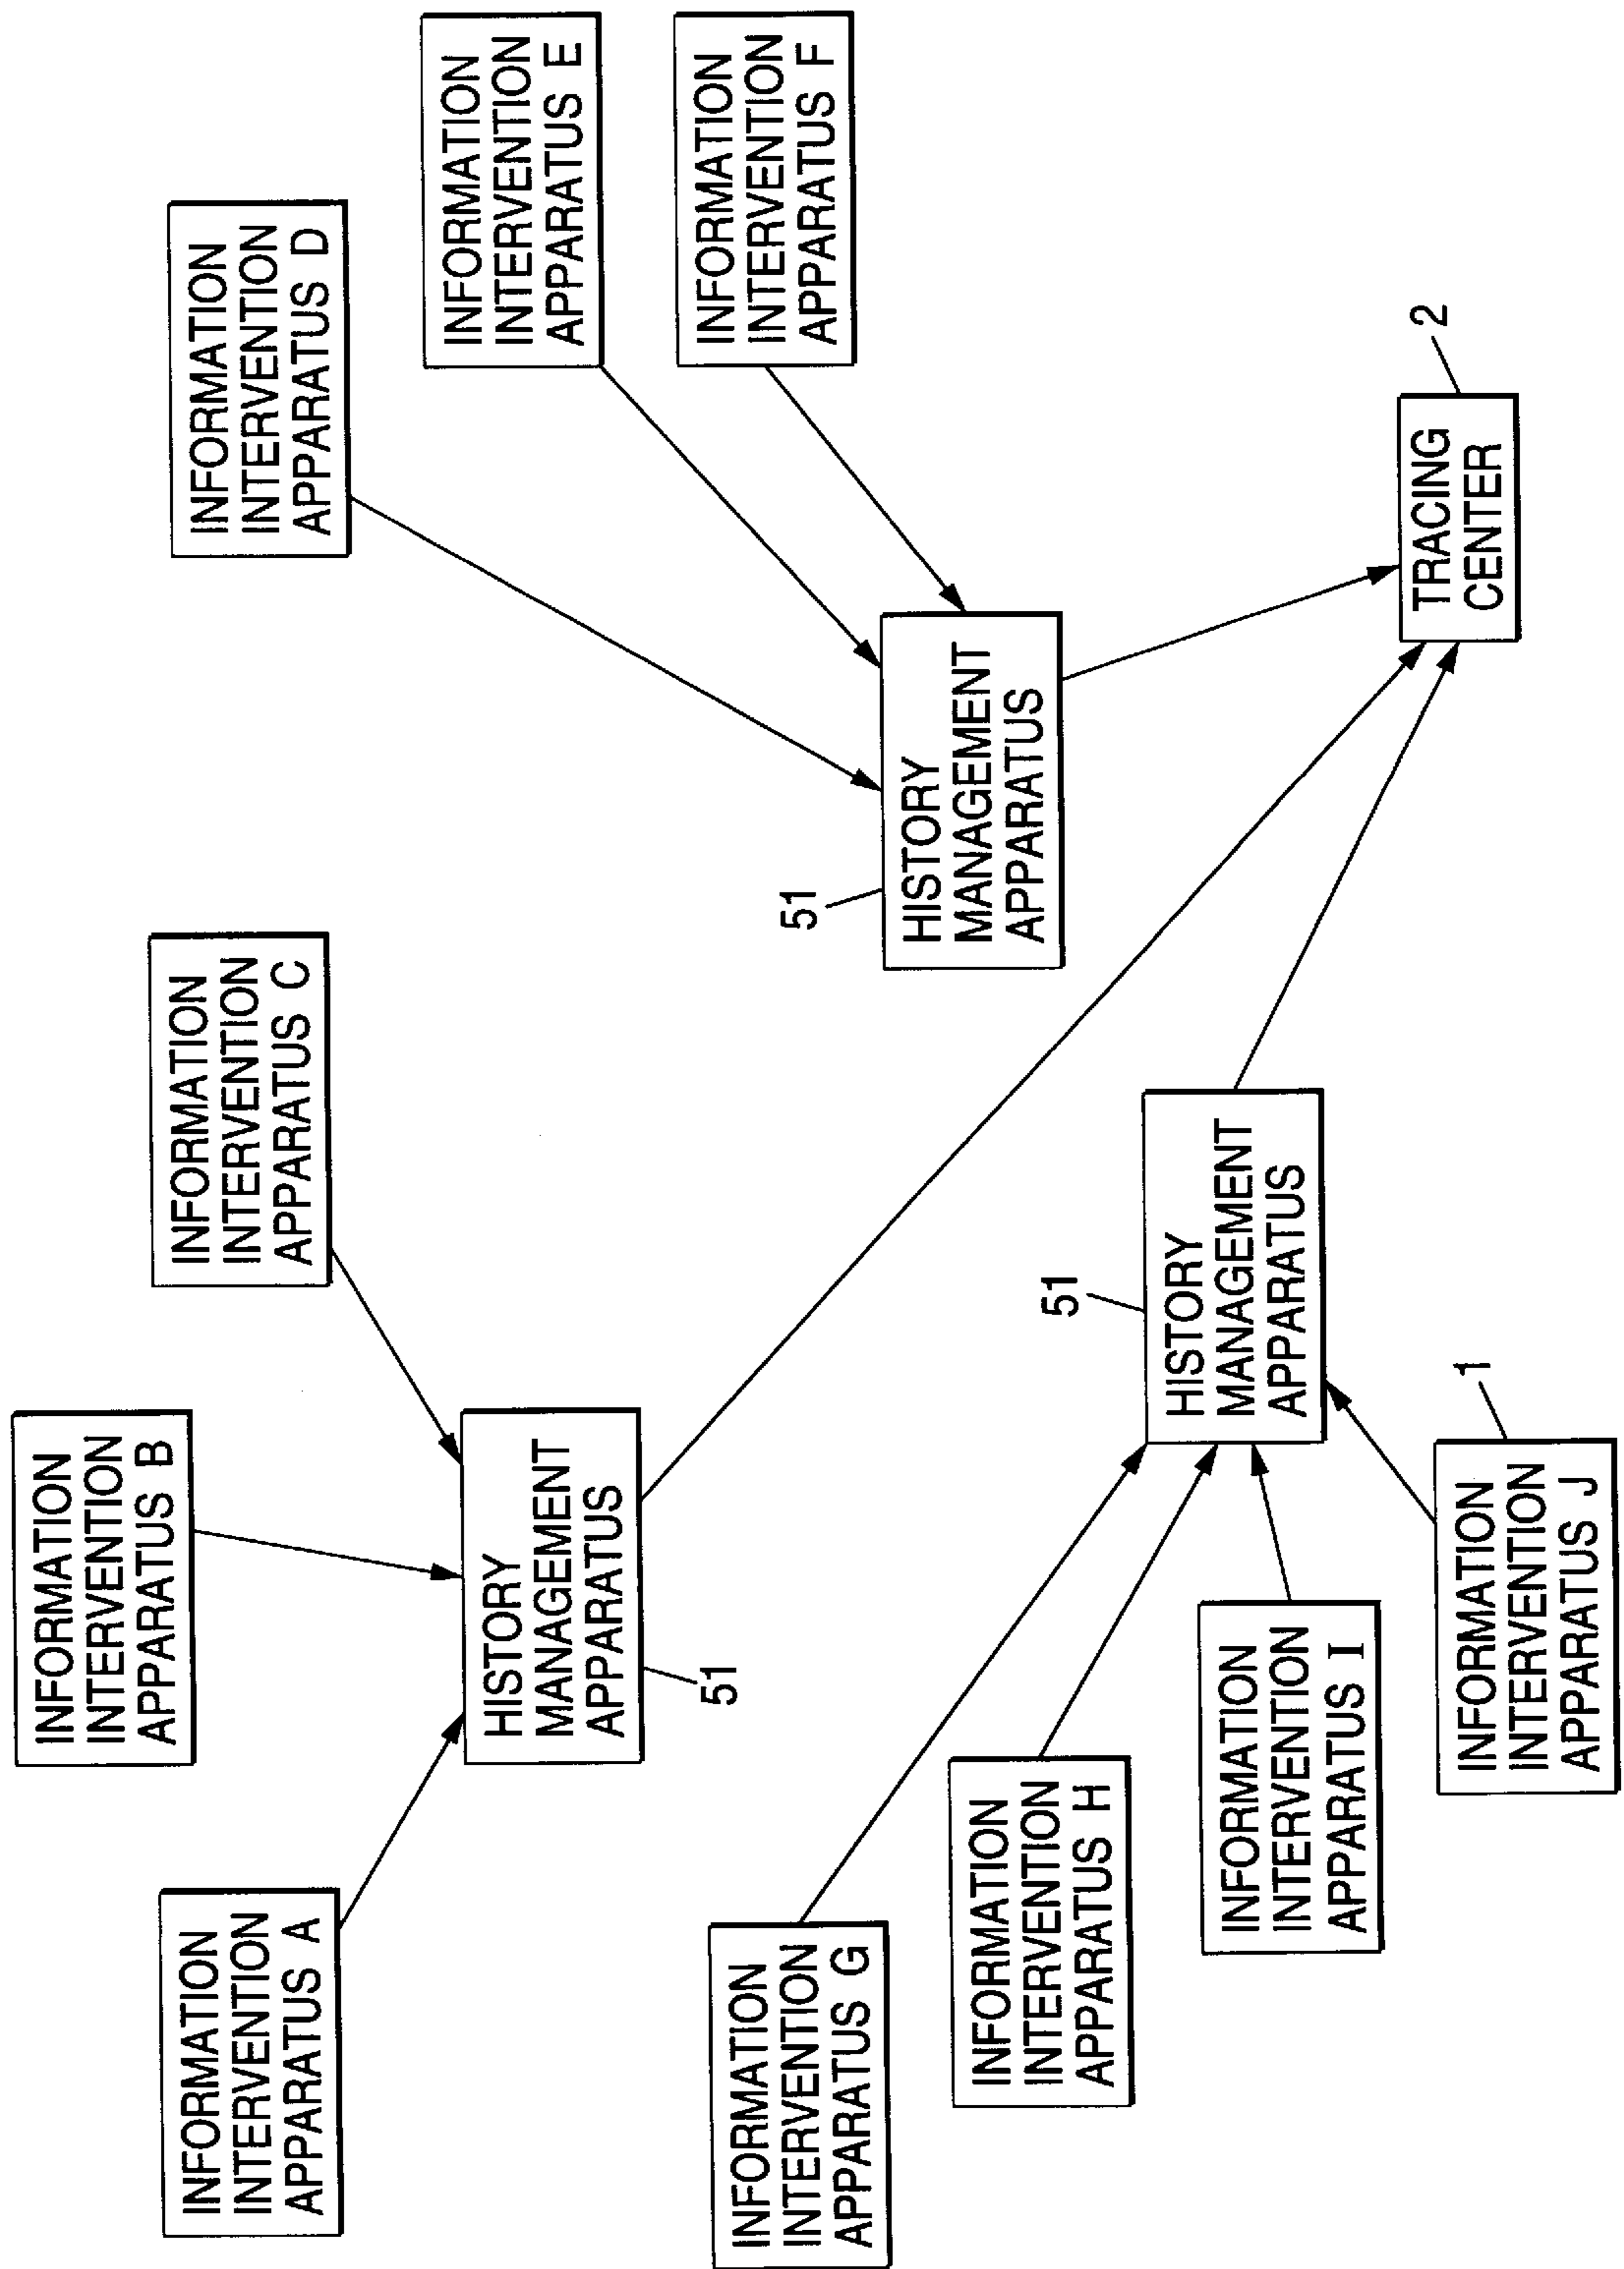 INFORMATION
INTERVENTION
APPARATUS A
INFORMATION
INTERVENTION
APPARATUS B
INFORMATION
INTERVENTION
APPARATUS C
INFORMATION
INTERVENTION
APPARATUS D
INFORMATION
INTERVENTION
APPARATUS E
INFORMATION
INTERVENTION
APPARATUS F
HISTORY
MANAGEMENT
APPARATUS
51
51
HISTORY
MANAGEMENT
APPARATUS
INFORMATION
INTERVENTION
APPARATUS G
INFORMATION
INTERVENTION
APPARATUS H
INFORMATION
INTERVENTION
APPARATUS I
INFORMATION
INTERVENTION
APPARATUS J
1
51
HISTORY
MANAGEMENT
APPARATUS
TRACING
CENTER
2